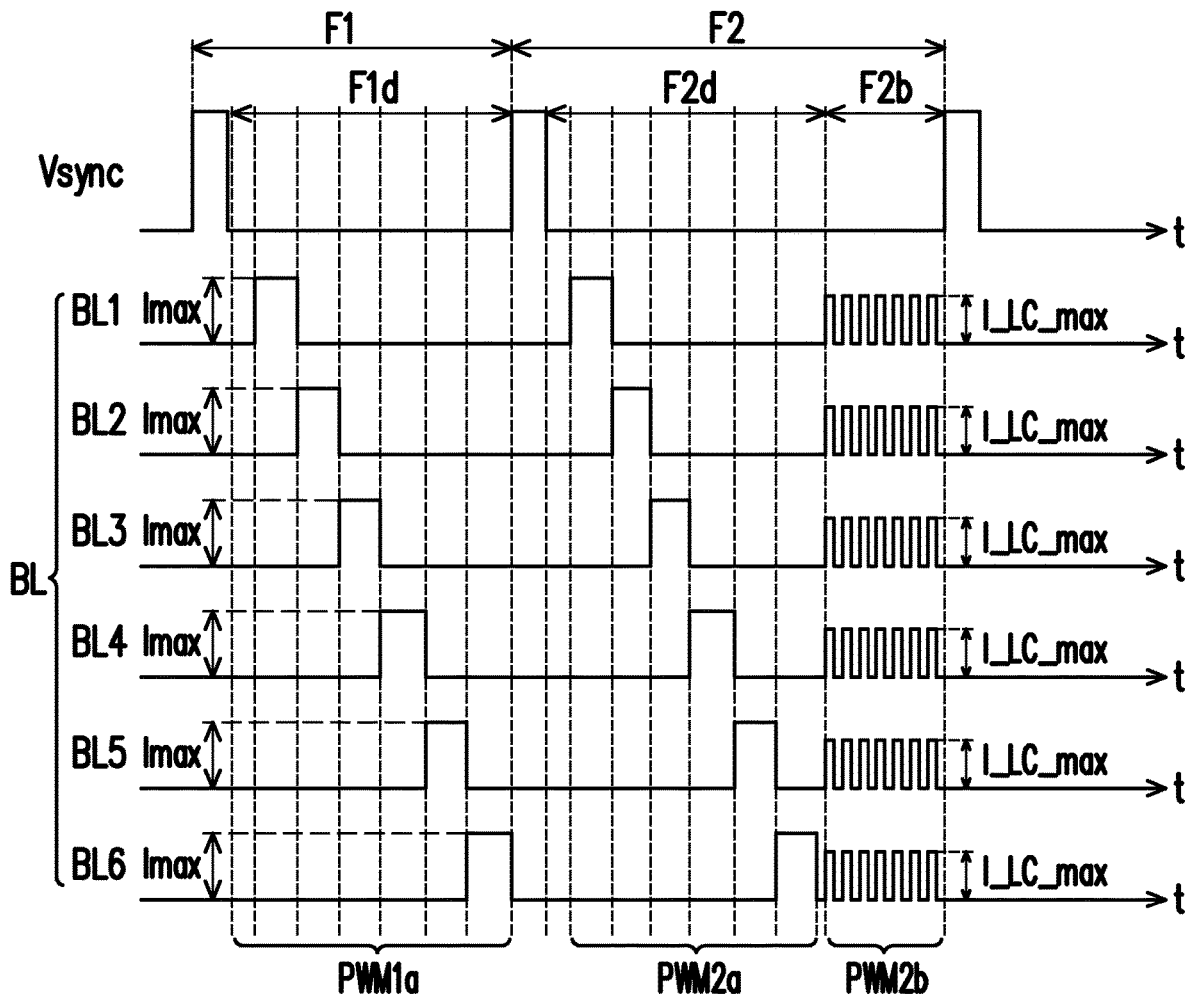 F1 F2
F1d F2d F2b
Vsync t
BL1 Imax I_LC_max t
BL2 Imax I_LC_max t
BL3 Imax I_LC_max t
BL
BL4 Imax I_LC_max t
BL5 Imax I_LC_max t
BL6 Imax I_LC_max t
PWM1a PWM2a PWM2b